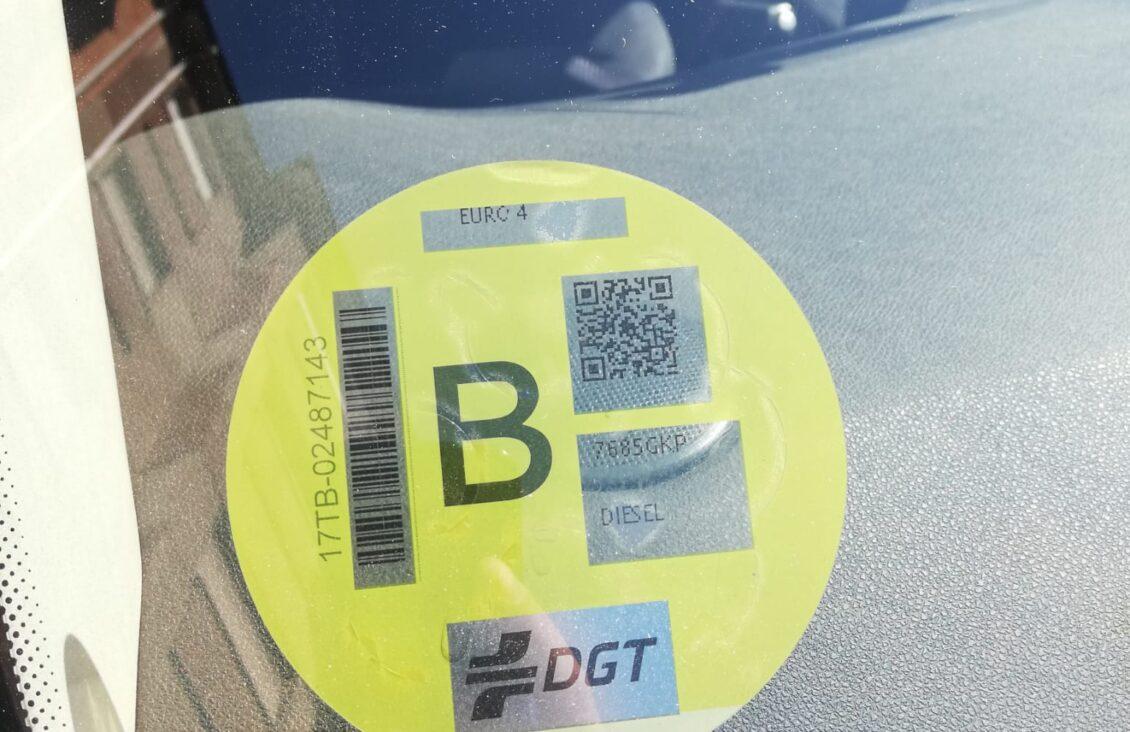 EURO 4
17TB-02487143
B
7685GKP
DIESEL
DGT